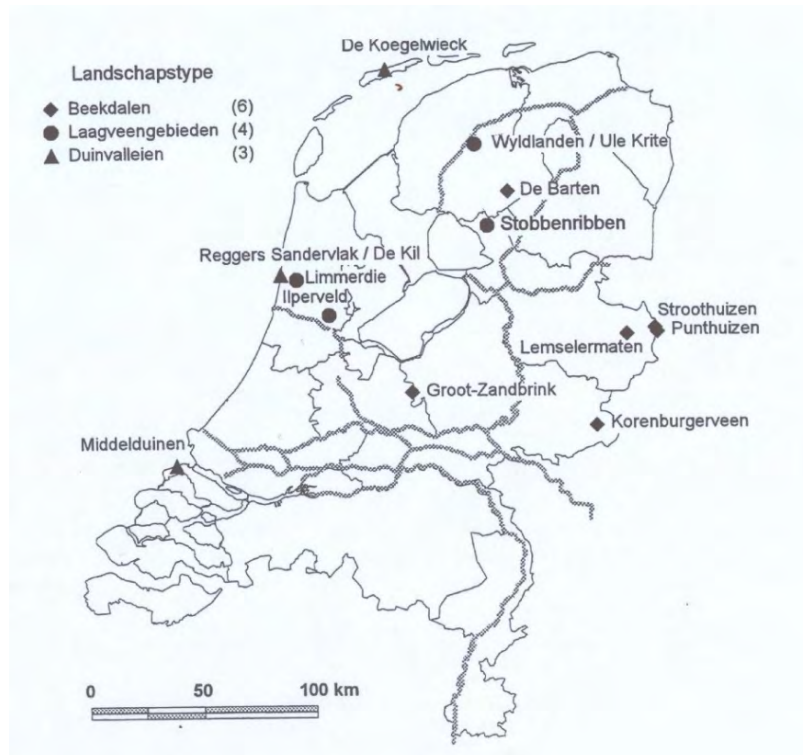 De Koegelwieck
Landschapstype
Beekdalen (6)
Laagveengebieden (4)
Duinvalleien (3)
Wyldlanden / Ule Krite
De Barten
Stobbenribben
Reggers Sandervlak / De Kil
Limmerdie
Ilperveld
Stroothuizen
Punthuizen
Lemselermaten
Groot-Zandbrink
Korenburgerveen
Middelduinen
0 50 100 km